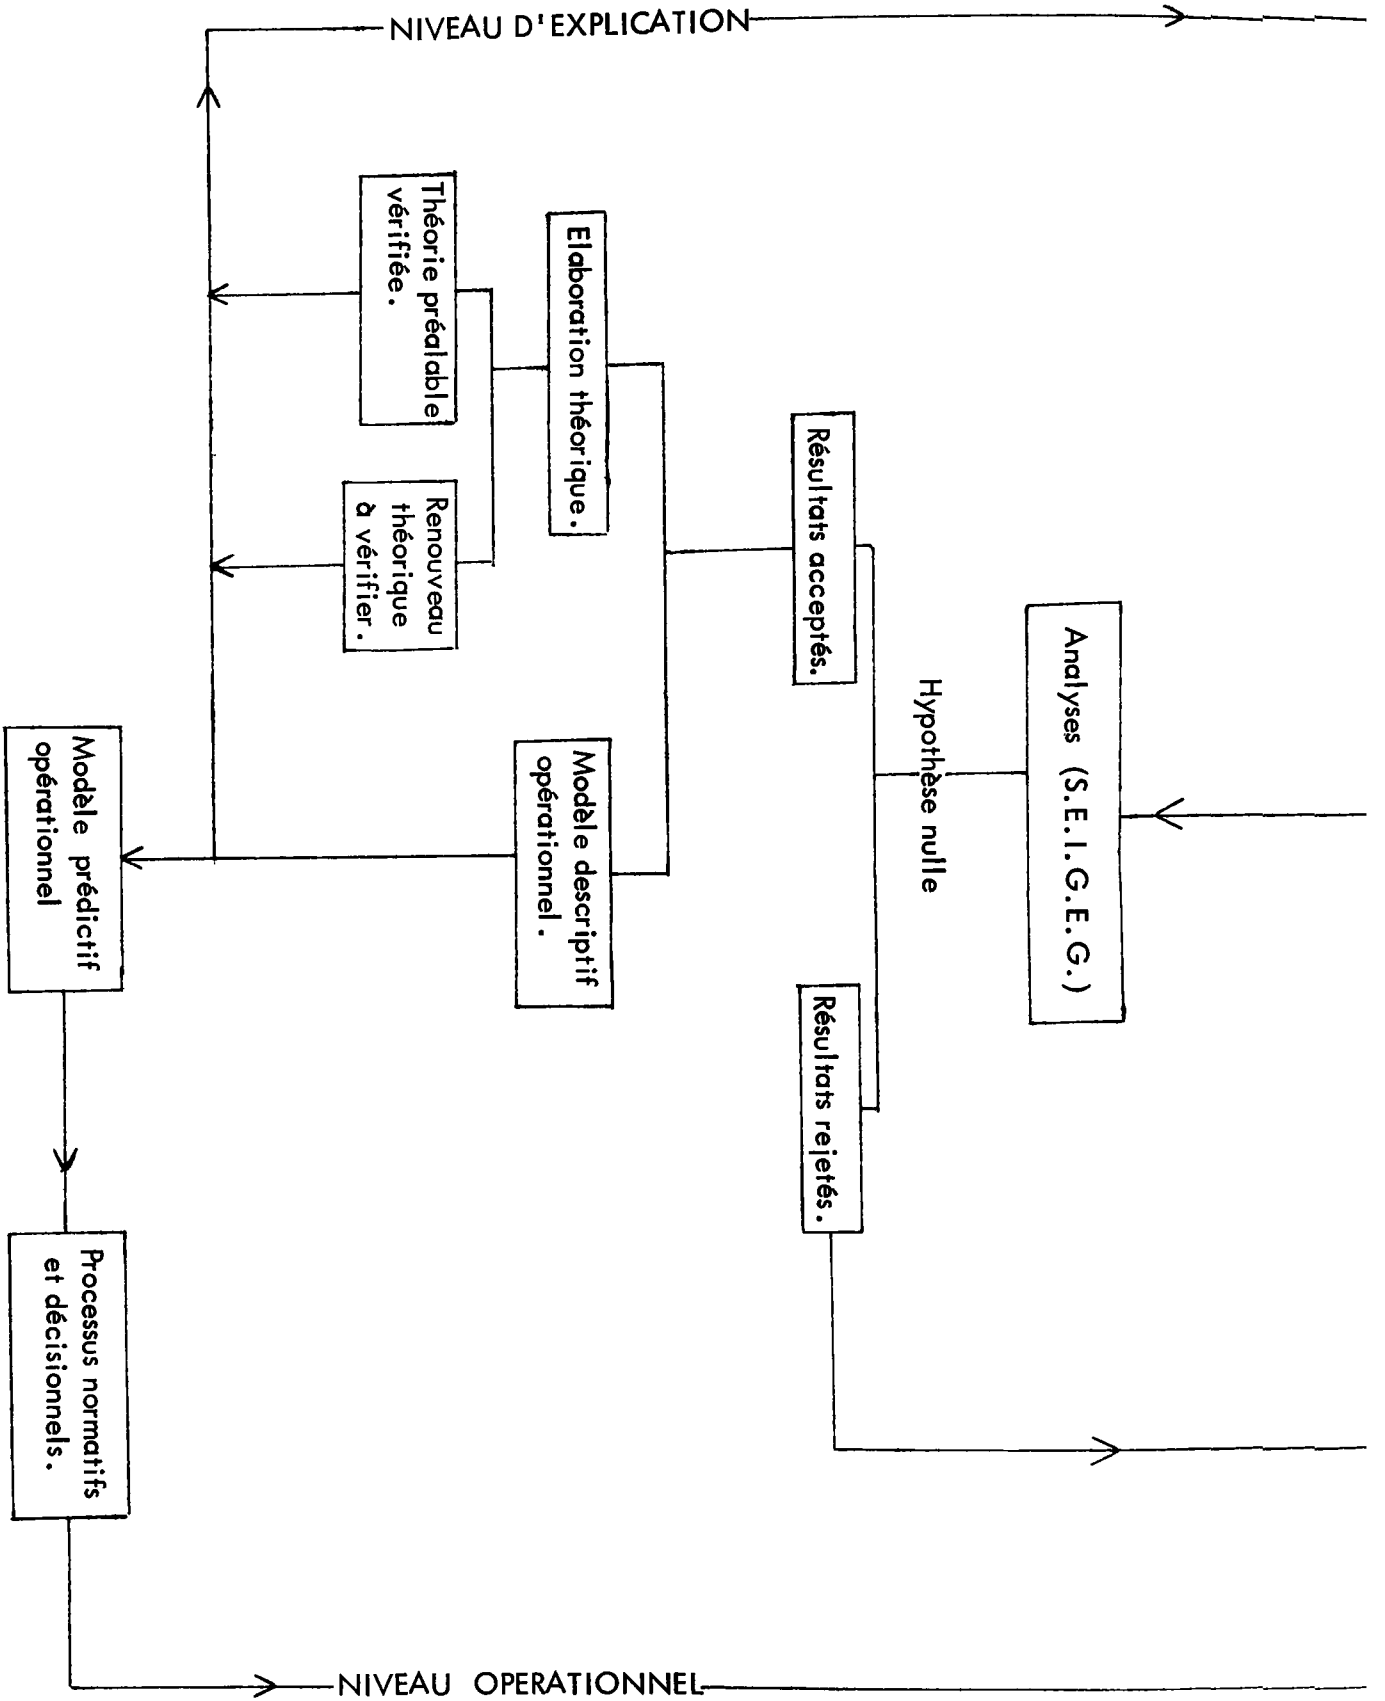 NIVEAU D'EXPLICATION
Analyses (S.E.I.G.E.G.)
Hypothèse nulle
Résultats acceptés.
Résultats rejetés.
Elaboration théorique.
Modèle descriptif
opérationnel.
Théorie préalable
vérifiée.
Renouveau
théorique
à vérifier.
Modèle prédictif
opérationnel
Processus normatifs
et décisionnels.
NIVEAU OPERATIONNEL